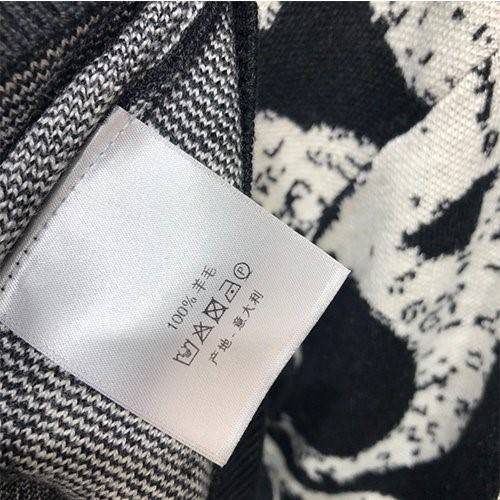 100% 羊毛
产地 - 意大利